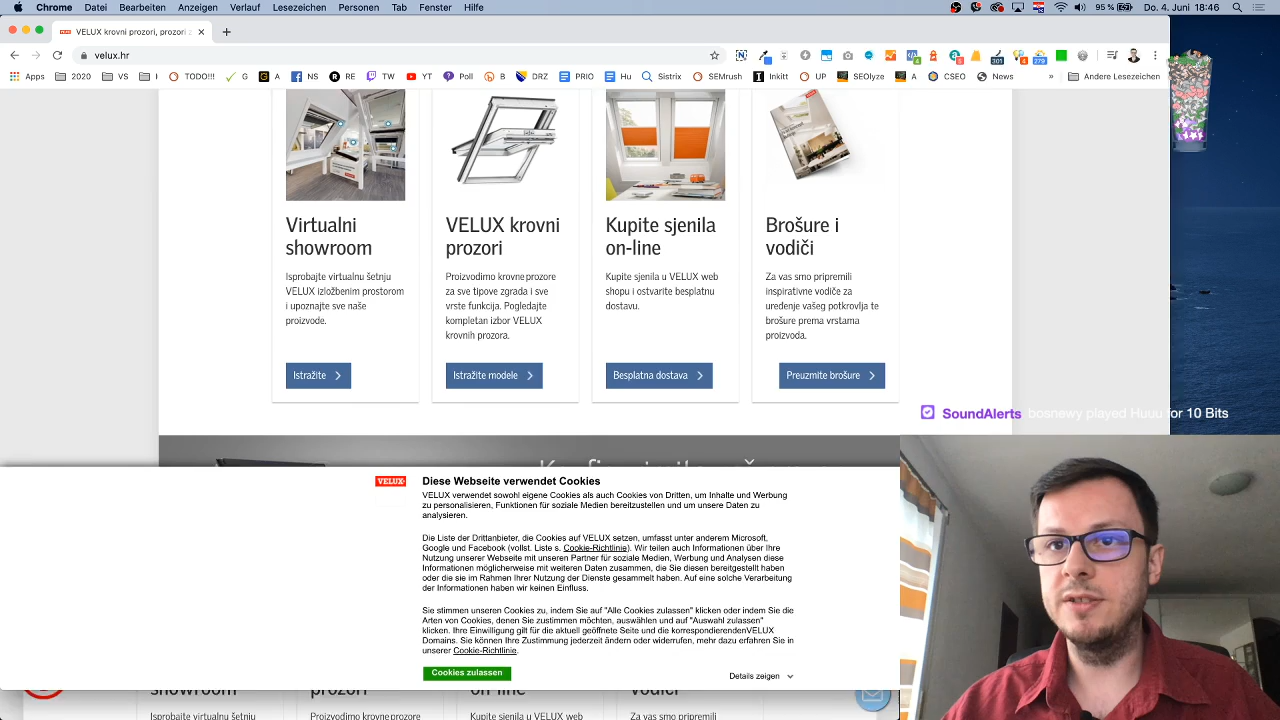 Chrome Datei Bearbeiten Anzeigen Verlauf Lesezeichen Personen Tab Fenster Hilfe
95 % Do. 4. Juni 18:46
VELUX krovni prozori, prozori z
velux.hr
4
8
301
4
279
Apps 2020 VS I TODO!!! G A NS RE TW YT Poll B DRZ PRIO Hu Sistrix SEMrush Inkitt UP SEOlyze A CSEO News » Andere Lesezeichen
Virtualni
showroom
Isprobajte virtualnu šetnju
VELUX izložbenim prostorom
i upoznajte sve naše
proizvode.
Istražite
VELUX krovni
prozori
Proizvodimo krovne prozore
za sve tipove zgrada i sve
vrste funkcija. Pogledajte
kompletan izbor VELUX
krovnih prozora.
Istražite modele
Kupite sjenila
on-line
Kupite sjenila u VELUX web
shopu i ostvarite besplatnu
dostavu.
Besplatna dostava
Brošure i
vodiči
Za vas smo pripremili
inspirativne vodiče za
uređenje vašeg potkrovlja te
brošure prema vrstama
proizvoda.
Preuzmite brošure
SoundAlerts bosnewy played Huuu for 10 Bits
VELUX
Diese Webseite verwendet Cookies
VELUX verwendet sowohl eigene Cookies als auch Cookies von Dritten, um Inhalte und Werbung
zu personalisieren, Funktionen für soziale Medien bereitzustellen und um unsere Daten zu
analysieren.
Die Liste der Drittanbieter, die Cookies auf VELUX setzen, umfasst unter anderem Microsoft,
Google und Facebook (vollst. Liste s. Cookie-Richtlinie). Wir teilen auch Informationen über Ihre
Nutzung unserer Webseite mit unseren Partner für soziale Medien, Werbung und Analysen diese
Informationen möglicherweise mit weiteren Daten zusammen, die Sie diesen bereitgestellt haben
oder die sie im Rahmen Ihrer Nutzung der Dienste gesammelt haben. Auf eine solche Verarbeitung
der Informationen haben wir keinen Einfluss.
Sie stimmen unseren Cookies zu, indem Sie auf "Alle Cookies zulassen" klicken oder indem Sie die
Arten von Cookies, denen Sie zustimmen möchten, auswählen und auf "Auswahl zulassen"
klicken. Ihre Einwilligung gilt für die aktuell geöffnete Seite und die korrespondierendenVELUX
Domains. Sie können Ihre Zustimmung jederzeit ändern oder widerrufen, mehr dazu erfahren Sie in
unserer Cookie-Richtlinie.
Cookies zulassen
Details zeigen
showroom prozori on-line vodiči
Isprobajte virtualnu šetnju Proizvodimo krovne prozore Kupite sjenila u VELUX web Za vas smo pripremili